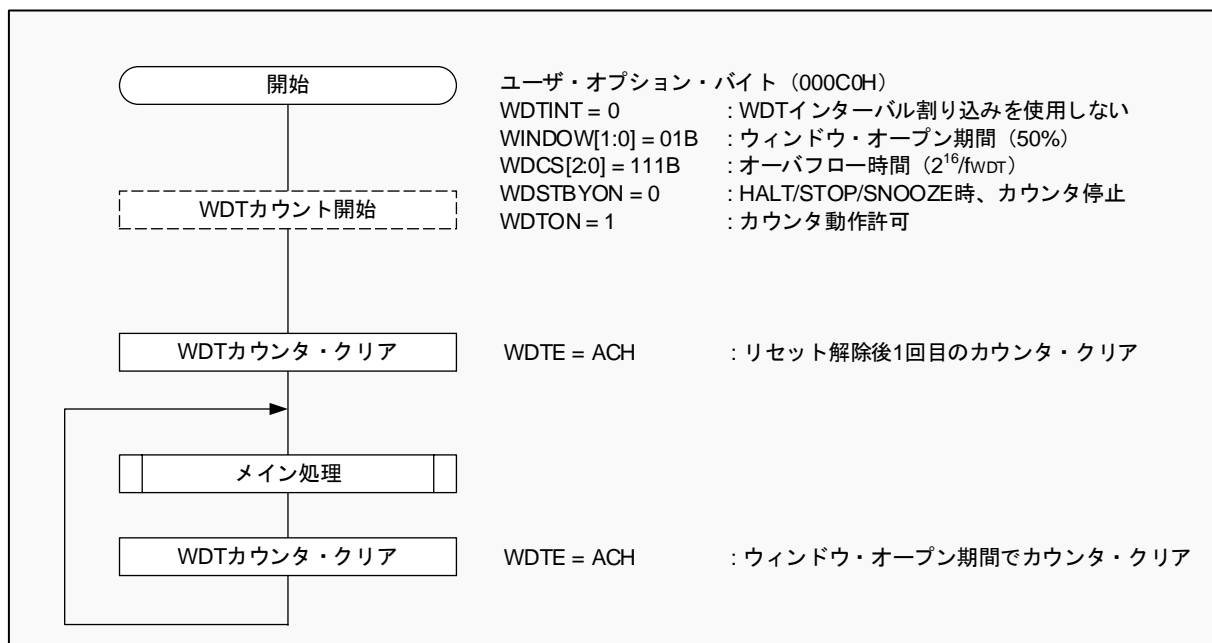 開始
ユーザ・オプション・バイト（000C0H）
WDTINT = 0 : WDTインターバル割り込みを使用しない
WINDOW[1:0] = 01B : ウィンドウ・オープン期間（50%）
WDCS[2:0] = 111B : オーバフロー時間（2^16/fWDT）
WDSTBYON = 0 : HALT/STOP/SNOOZE時、カウンタ停止
WDTカウント開始
WDTON = 1 : カウンタ動作許可
WDTカウンタ・クリア WDTE = ACH : リセット解除後1回目のカウンタ・クリア
メイン処理
WDTカウンタ・クリア WDTE = ACH : ウィンドウ・オープン期間でカウンタ・クリア